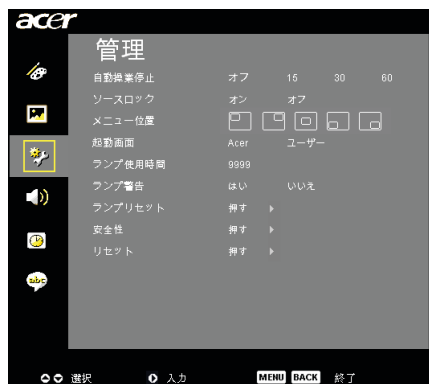 acer
管理
自動操業停止 オフ 15 30 60
ソースロック オン オフ
メニュー位置
起動画面 Acer ユーザー
ランプ使用時間 9999
ランプ警告 はい いいえ
ランプリセット 押す
安全性 押す
リセット 押す
abc
選択 入力 MENU BACK 終了